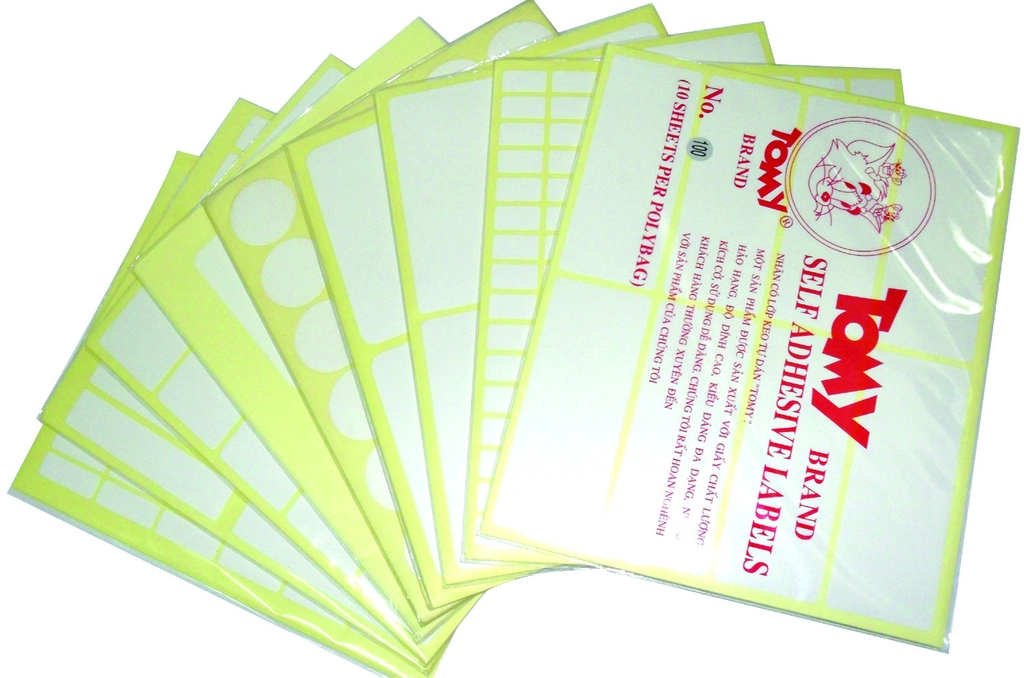 TOMY BRAND
SELF ADHESIVE LABELS
TOMY®
BRAND
NHÃN CÓ LỚP KEO TỰ DÁN "TOMY"
MỘT SẢN PHẨM ĐƯỢC SẢN XUẤT VỚI GIẤY CHẤT LƯỢNG
HẢO HẠNG, ĐỘ DÍNH CAO, KIỂU DÁNG ĐA DẠNG,
KÍCH CỠ, SỬ DỤNG DỄ DÀNG, CHÚNG TÔI RẤT HOAN NGHÊNH
KHÁCH HÀNG THƯỜNG XUYÊN ĐẾN
VỚI SẢN PHẨM CỦA CHÚNG TÔI
No. 100
(10 SHEETS PER POLYBAG)